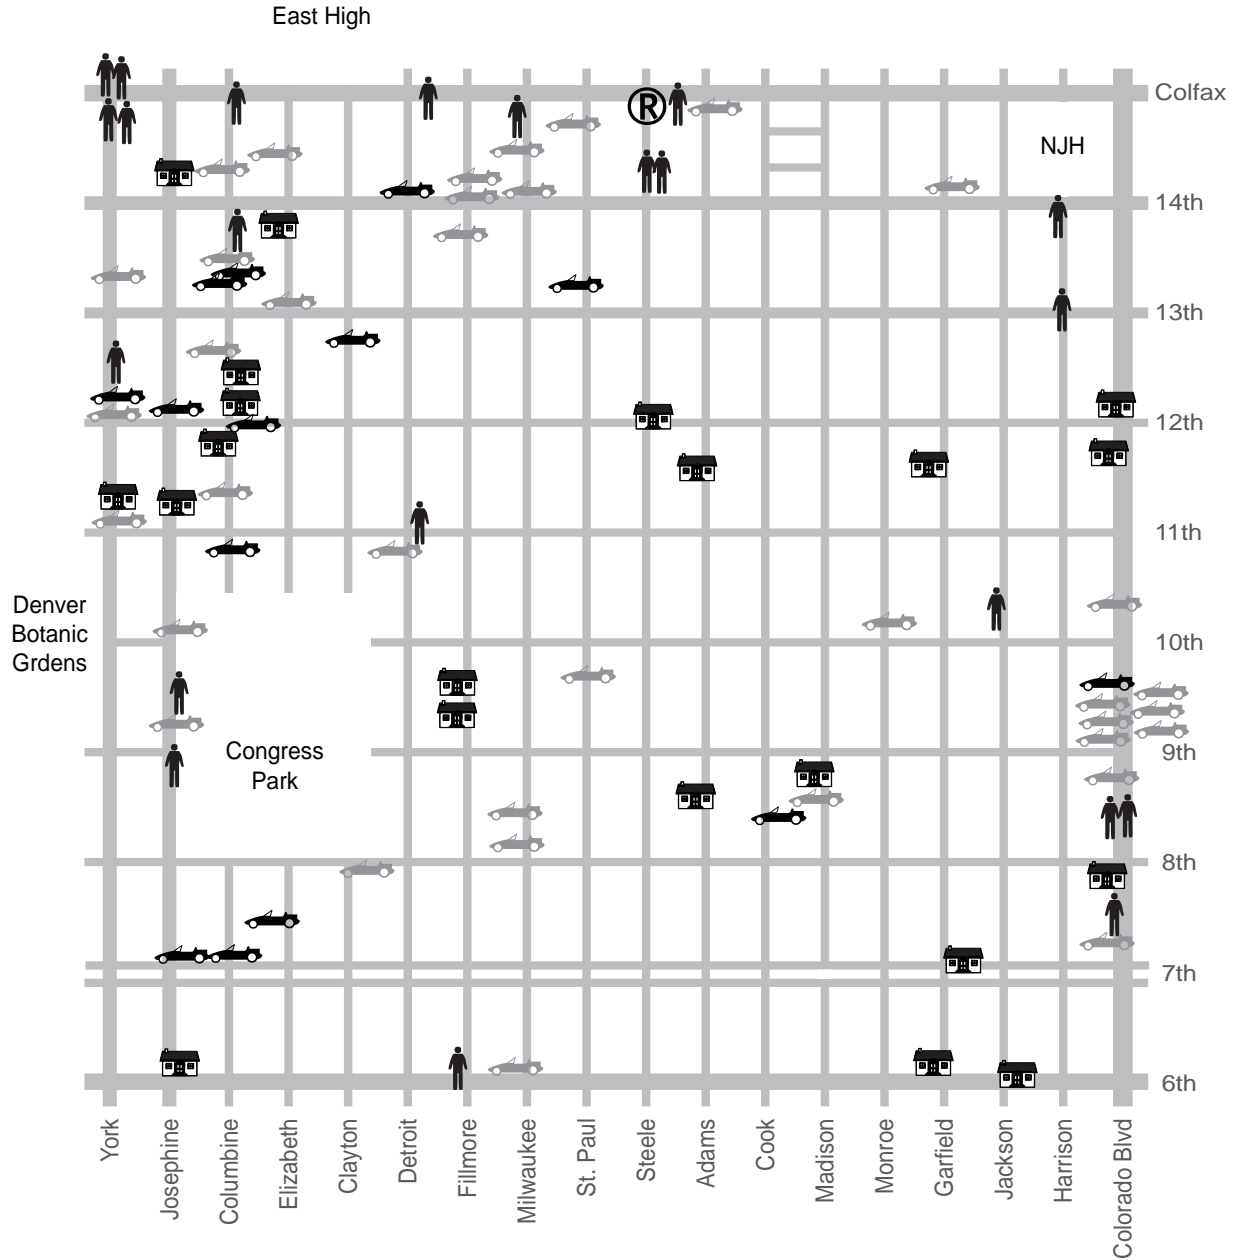 East High
Colfax
®
NJH
14th
13th
12th
11th
Denver
Botanic
Grdens
10th
Congress
Park
9th
8th
7th
6th
York
Josephine
Columbine
Elizabeth
Clayton
Detroit
Fillmore
Milwaukee
St. Paul
Steele
Adams
Cook
Madison
Monroe
Garfield
Jackson
Harrison
Colorado Blvd